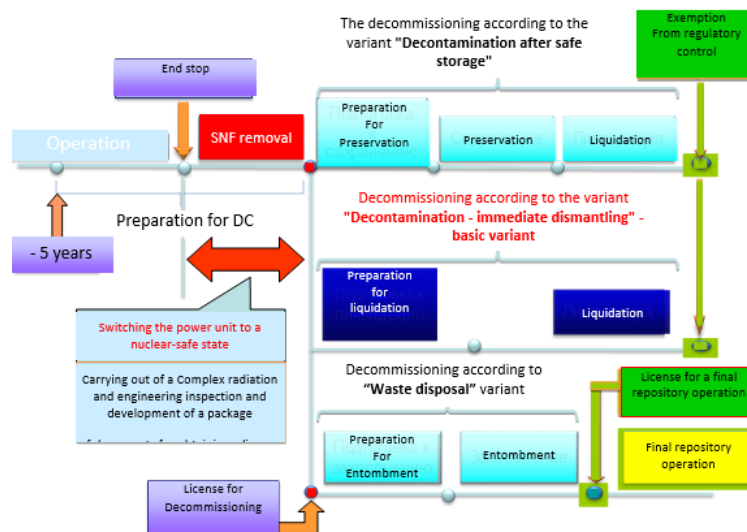 The decommissioning according to the
variant "Decontamination after safe
storage"
Exemption
From regulatory
control
End stop
Operation
SNF removal
Preparation
For
Preservation
Preservation
Liquidation
Preparation for DC
- 5 years
Decommissioning according to the variant
"Decontamination - immediate dismantling" -
basic variant
Preparation
for
liquidation
Liquidation
Switching the power unit to a
nuclear-safe state
Carrying out of a Complex radiation
and engineering inspection and
development of a package
Decommissioning according to
“Waste disposal” variant
License for a final
repository operation
Preparation
For
Entombment
Entombment
Final repository
operation
License for
Decommissioning